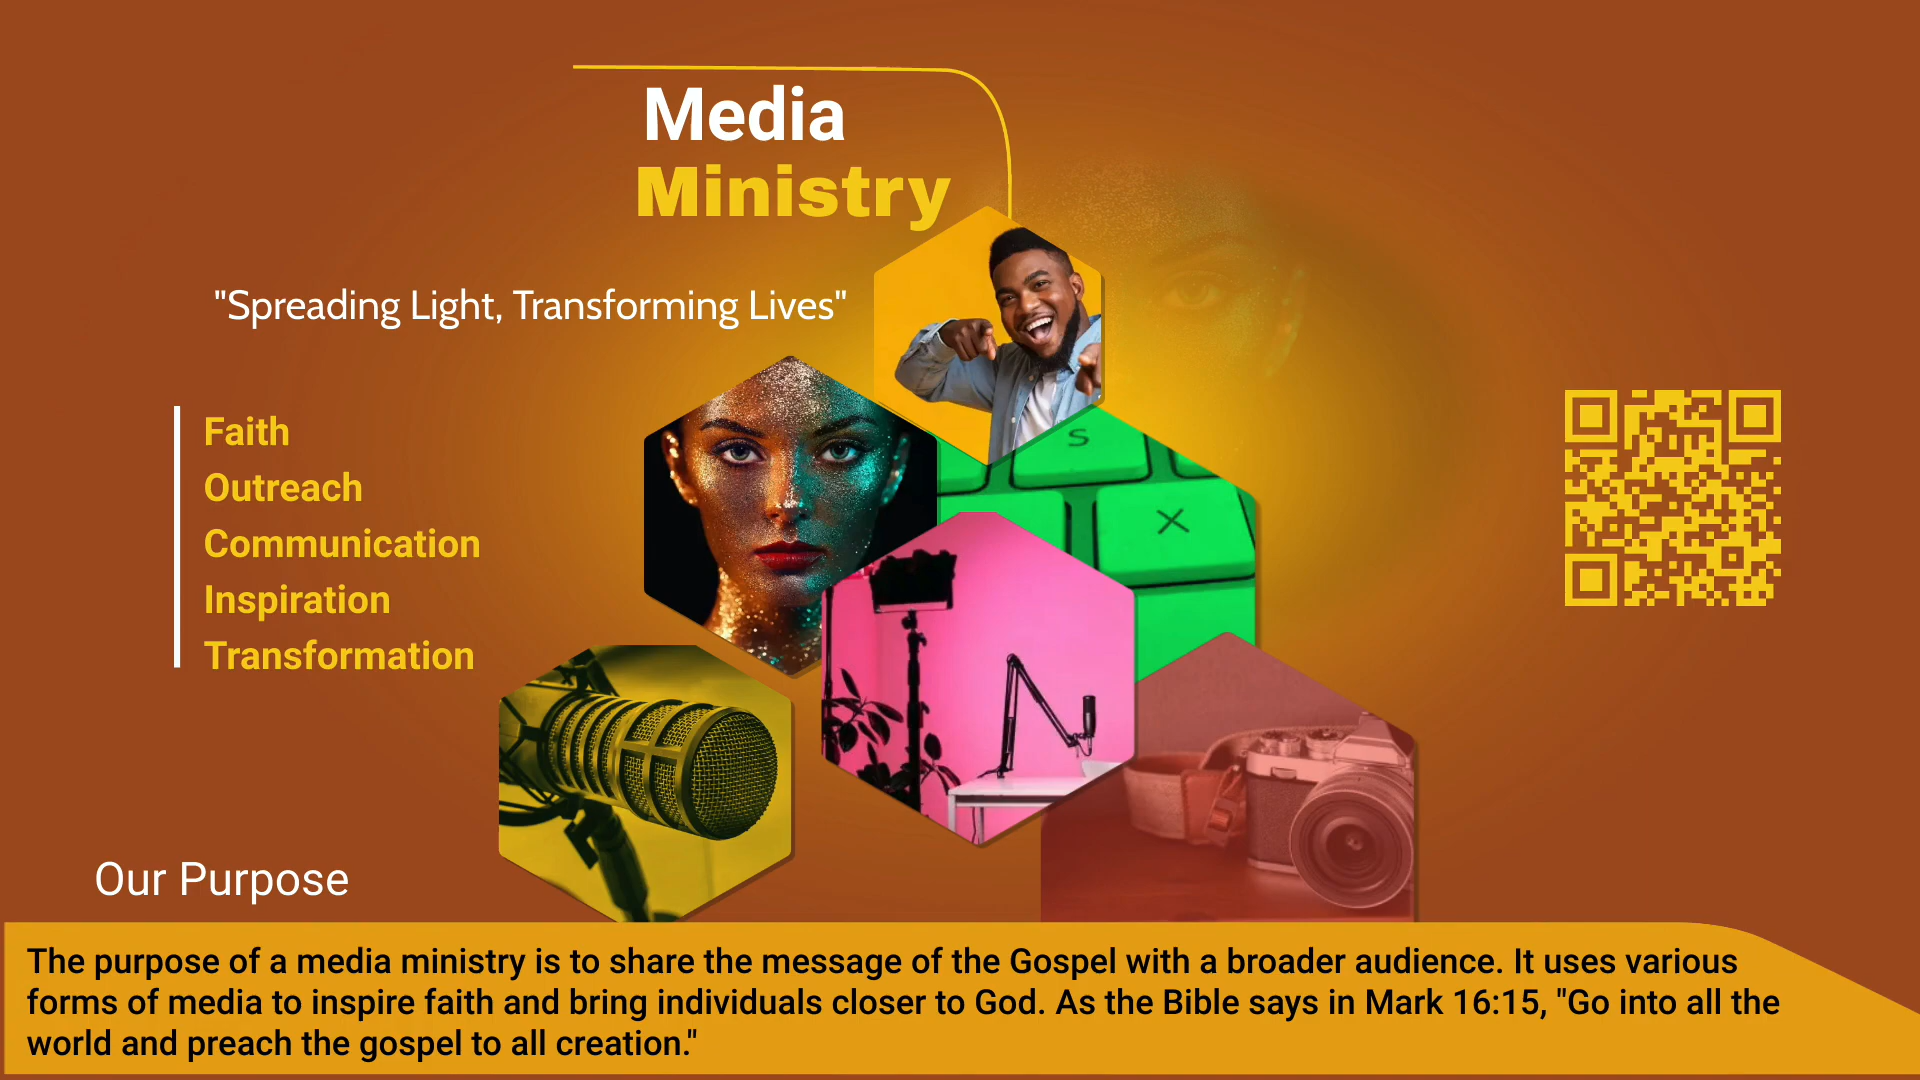 Media
Ministry
"Spreading Light, Transforming Lives"
Faith
Outreach
Communication
Inspiration
Transformation
S
X
Our Purpose
The purpose of a media ministry is to share the message of the Gospel with a broader audience. It uses various
forms of media to inspire faith and bring individuals closer to God. As the Bible says in Mark 16:15, "Go into all the
world and preach the gospel to all creation."